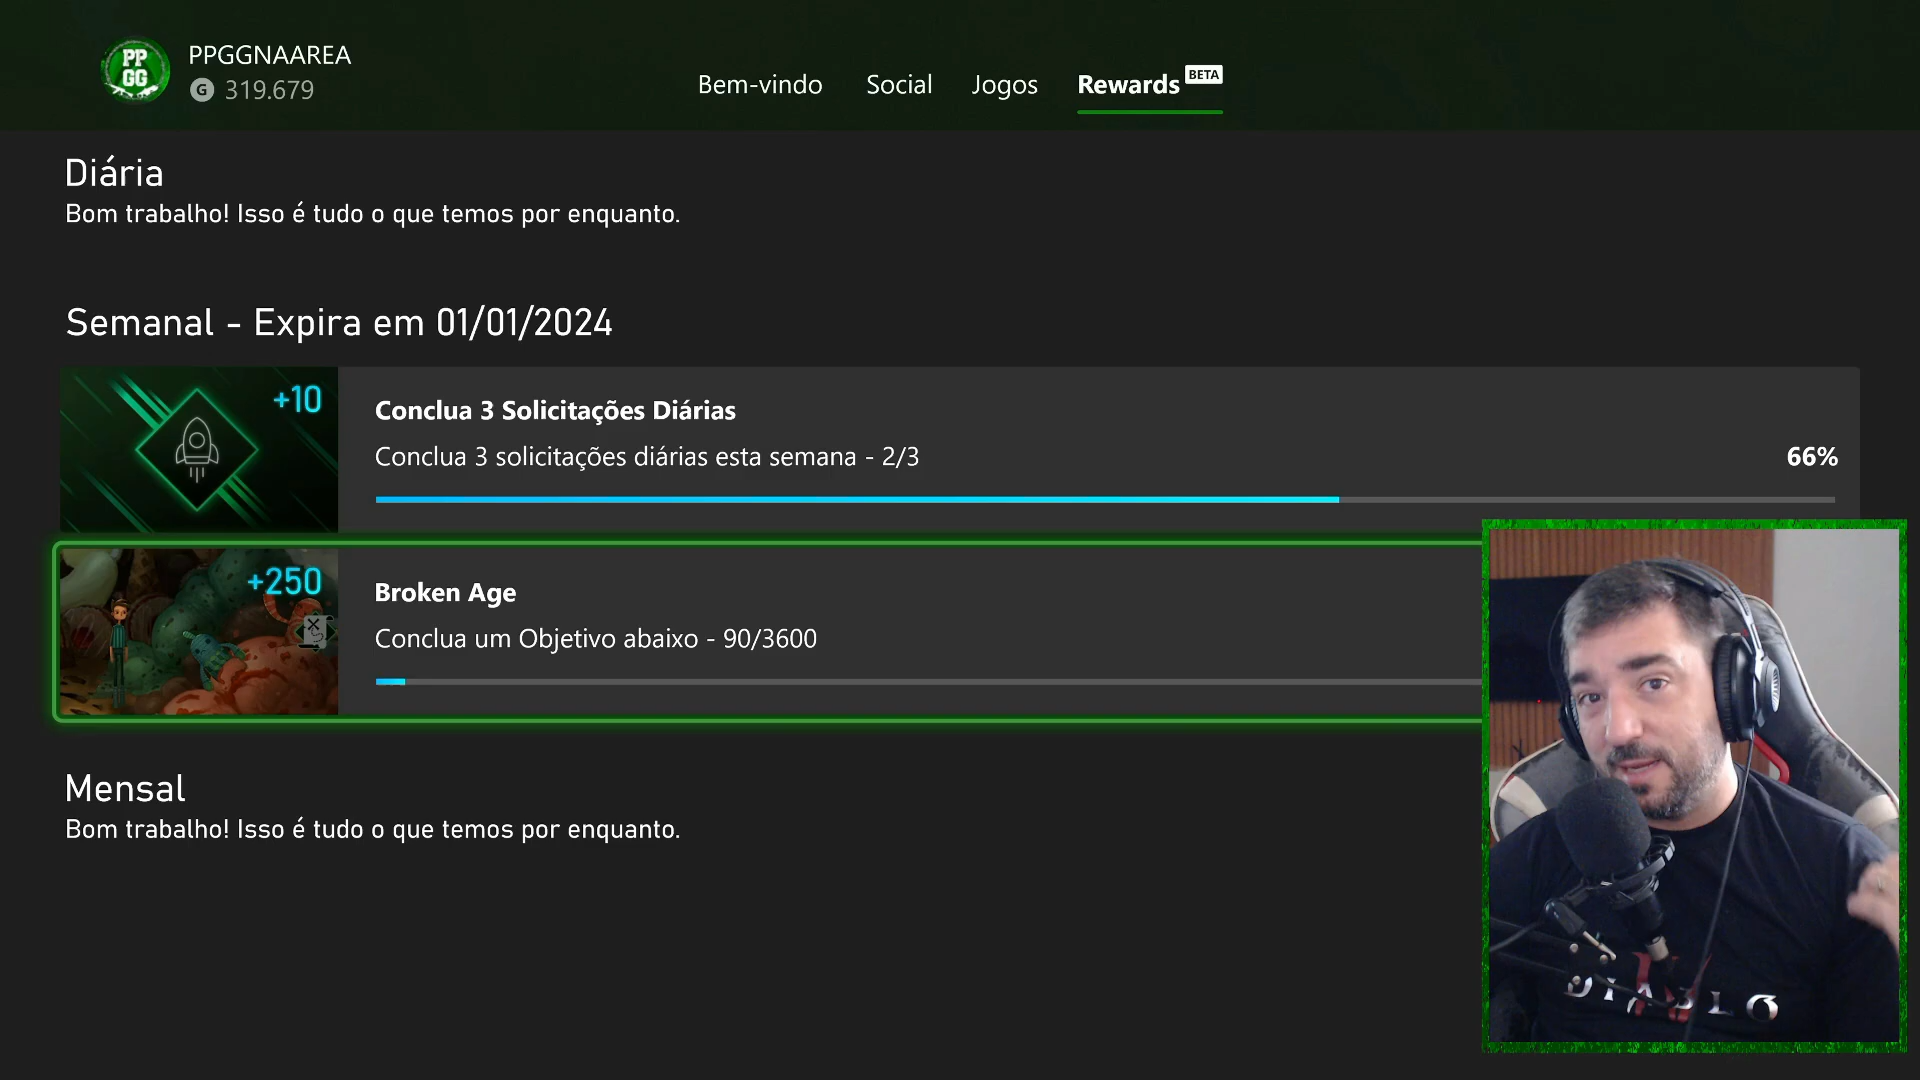 PP
GG
PPGGNAAREA
G 319.679
Bem-vindo Social Jogos Rewards BETA
Diária
Bom trabalho! Isso é tudo o que temos por enquanto.
Semanal - Expira em 01/01/2024
+10
Conclua 3 Solicitações Diárias
Conclua 3 solicitações diárias esta semana - 2/3
66%
+250
Broken Age
Conclua um Objetivo abaixo - 90/3600
Mensal
Bom trabalho! Isso é tudo o que temos por enquanto.
DIABLO